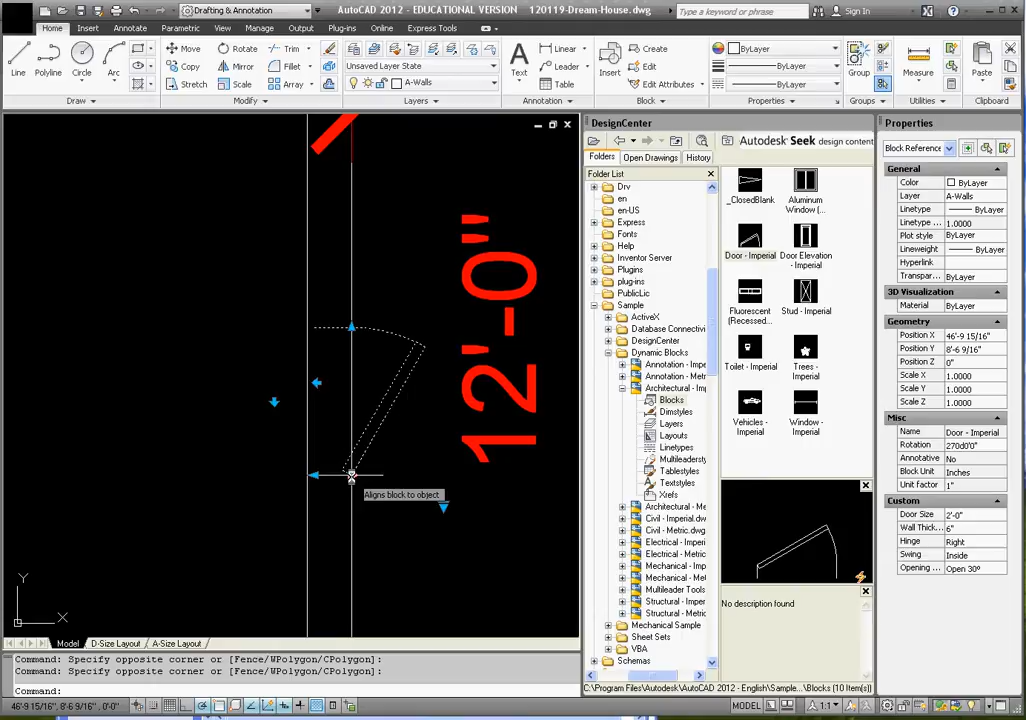 Drafting & Annotation
AutoCAD 2012 - EDUCATIONAL VERSION 120119-Dream-House.dwg
Type a keyword or phrase
Sign In
Home Insert Annotate Parametric View Manage Output Plug-ins Online Express Tools
Line Polyline Circle Arc
Move Rotate Trim
Copy Mirror Fillet
Stretch Scale Array
Unsaved Layer State
A-Walls
Text
Linear
Leader
Table
Insert
Create
Edit
Edit Attributes
ByLayer
ByLayer
ByLayer
Group
Measure
Paste
Draw Modify Layers Annotation Block Properties Groups Utilities Clipboard
12'-0"
Aligns block to object
Y
X
Model D-Size Layout A-Size Layout
DesignCenter
Autodesk Seek design content
Folders Open Drawings History
Folder List
Drv
en
en-US
Express
Fonts
Help
Inventor Server
Plugins
plug-ins
PublicLic
Sample
ActiveX
Database Connectivi
DesignCenter
Dynamic Blocks
Annotation - Impe
Annotation - Metr
Architectural - Imp
Blocks
Dimstyles
Layers
Layouts
Linetypes
Multileadersty
Tablestyles
Textstyles
Xrefs
Architectural - Me
Civil - Imperial.dw
Civil - Metric.dwg
Electrical - Imperi
Electrical - Metric
Mechanical - Impe
Mechanical - Met
Multileader Tools
Structural - Imper
Structural - Metric
Mechanical Sample
Sheet Sets
VBA
Schemas
_ClosedBlank
Aluminum Window (...
Door - Imperial
Door Elevation - Imperial
Fluorescent (Recessed...
Stud - Imperial
Toilet - Imperial
Trees - Imperial
Vehicles - Imperial
Window - Imperial
No description found
C:\Program Files\Autodesk\AutoCAD 2012 - English\Sample...\Blocks (10 Item(s))
Properties
Block Reference
General
Color ByLayer
Layer A-Walls
Linetype ByLayer
Linetype ... 1.0000
Plot style ByLayer
Lineweight ByLayer
Hyperlink
Transpar... ByLayer
3D Visualization
Material ByLayer
Geometry
Position X 46'-9 15/16"
Position Y 8'-6 9/16"
Position Z 0"
Scale X 1.0000
Scale Y 1.0000
Scale Z 1.0000
Misc
Name Door - Imperial
Rotation 270d0'0"
Annotative No
Block Unit Inches
Unit factor 1"
Custom
Door Size 2'-0"
Wall Thick... 6"
Hinge Right
Swing Inside
Opening ... Open 30º
Command: Specify opposite corner or [Fence/WPolygon/CPolygon]:
Command: Specify opposite corner or [Fence/WPolygon/CPolygon]:
Command:
46'-9 15/16", 8'-6 9/16", 0'-0"
MODEL
1:1